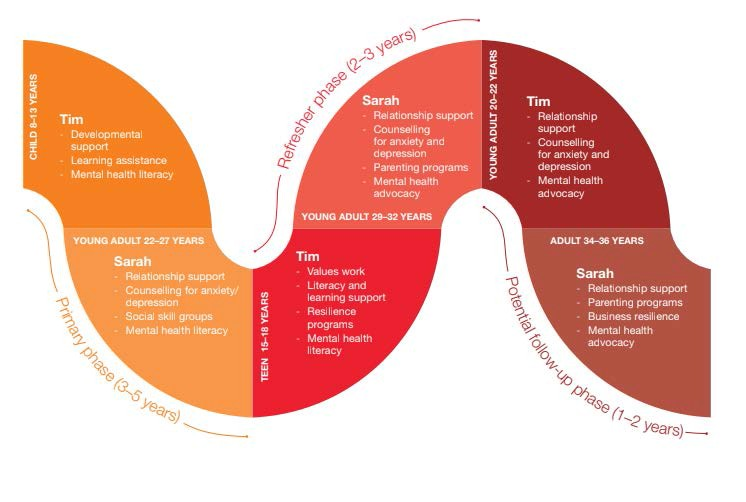 CHILD 8–13 YEARS
Tim
- Developmental
support
- Learning assistance
- Mental health literacy
YOUNG ADULT 22–27 YEARS
Sarah
- Relationship support
- Counselling for anxiety/
depression
- Social skill groups
- Mental health literacy
Primary phase (3–5 years)
Refresher phase (2–3 years)
Sarah
- Relationship support
- Counselling
for anxiety and
depression
- Parenting programs
- Mental health
advocacy
YOUNG ADULT 29–32 YEARS
TEEN 15–18 YEARS
Tim
- Values work
- Literacy and
learning support
- Resilience
programs
- Mental health
literacy
YOUNG ADULT 20–22 YEARS
Tim
- Relationship
support
- Counselling
for anxiety and
depression
- Mental health
advocacy
ADULT 34–36 YEARS
Sarah
- Relationship support
- Parenting programs
- Business resilience
- Mental health
advocacy
Potential follow-up phase (1–2 years)